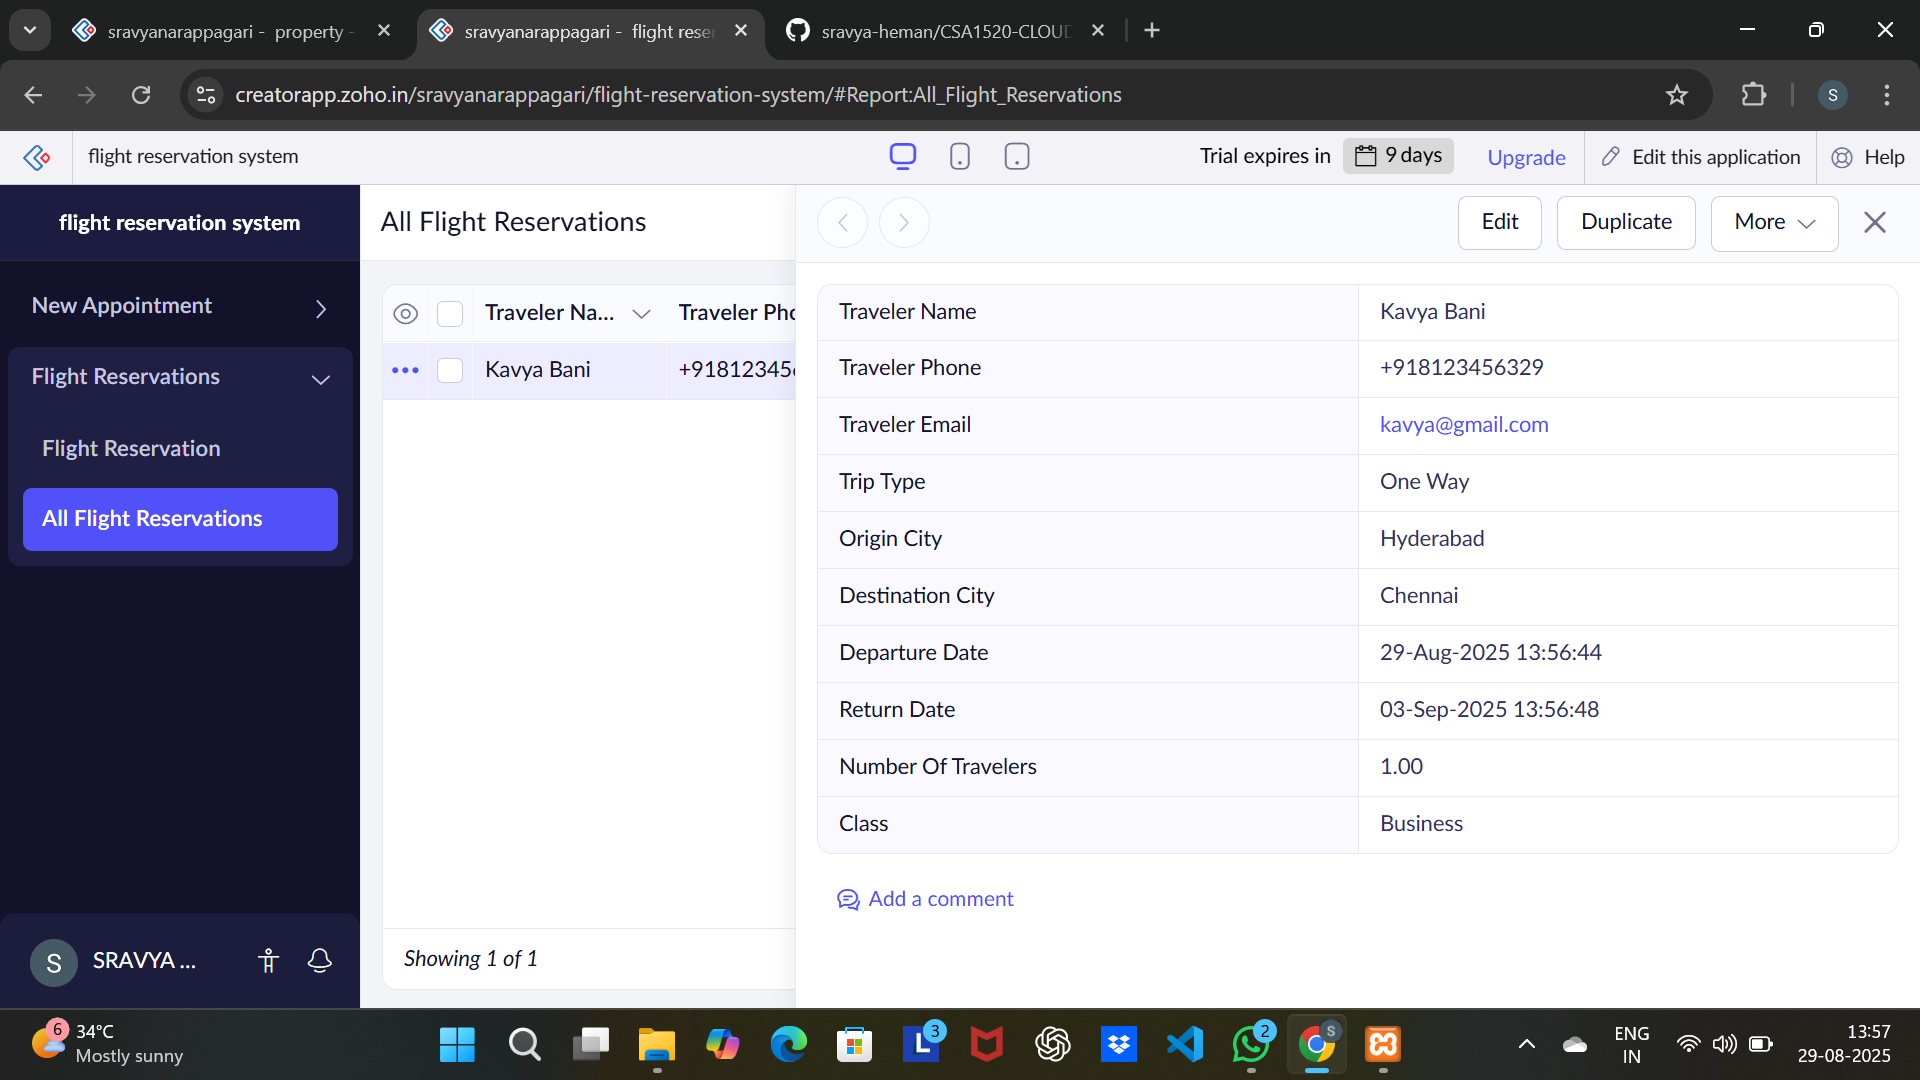 sravyanarappagari - property -
sravyanarappagari - flight reser
sravya-heman/CSA1520-CLOUD
creatorapp.zoho.in/sravyanarappagari/flight-reservation-system/#Report:All_Flight_Reservations
S
flight reservation system
Trial expires in
9 days
Upgrade
Edit this application
Help
flight reservation system
New Appointment
Flight Reservations
Flight Reservation
All Flight Reservations
S
SRAVYA ...
All Flight Reservations
Traveler Na...
Traveler Pho
Kavya Bani
+91812345
Showing 1 of 1
Edit
Duplicate
More
Traveler Name
Kavya Bani
Traveler Phone
+918123456329
Traveler Email
kavya@gmail.com
Trip Type
One Way
Origin City
Hyderabad
Destination City
Chennai
Departure Date
29-Aug-2025 13:56:44
Return Date
03-Sep-2025 13:56:48
Number Of Travelers
1.00
Class
Business
Add a comment
6
34°C
Mostly sunny
L
3
2
S
ENG
IN
13:57
29-08-2025